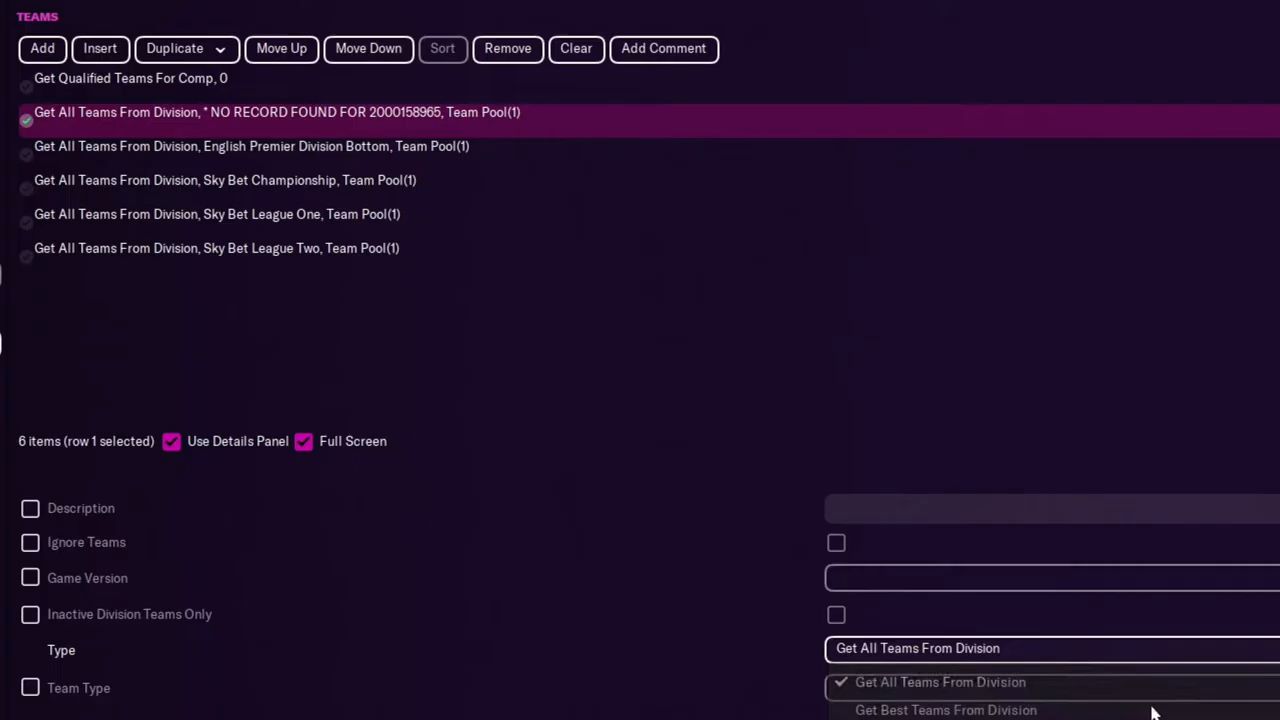 TEAMS
Add Insert Duplicate Move Up Move Down Sort Remove Clear Add Comment
Get Qualified Teams For Comp, 0
Get All Teams From Division, * NO RECORD FOUND FOR 2000158965, Team Pool(1)
Get All Teams From Division, English Premier Division Bottom, Team Pool(1)
Get All Teams From Division, Sky Bet Championship, Team Pool(1)
Get All Teams From Division, Sky Bet League One, Team Pool(1)
Get All Teams From Division, Sky Bet League Two, Team Pool(1)
6 items (row 1 selected) Use Details Panel Full Screen
Description
Ignore Teams
Game Version
Inactive Division Teams Only
Type Get All Teams From Division
Team Type Get All Teams From Division
Get Best Teams From Division